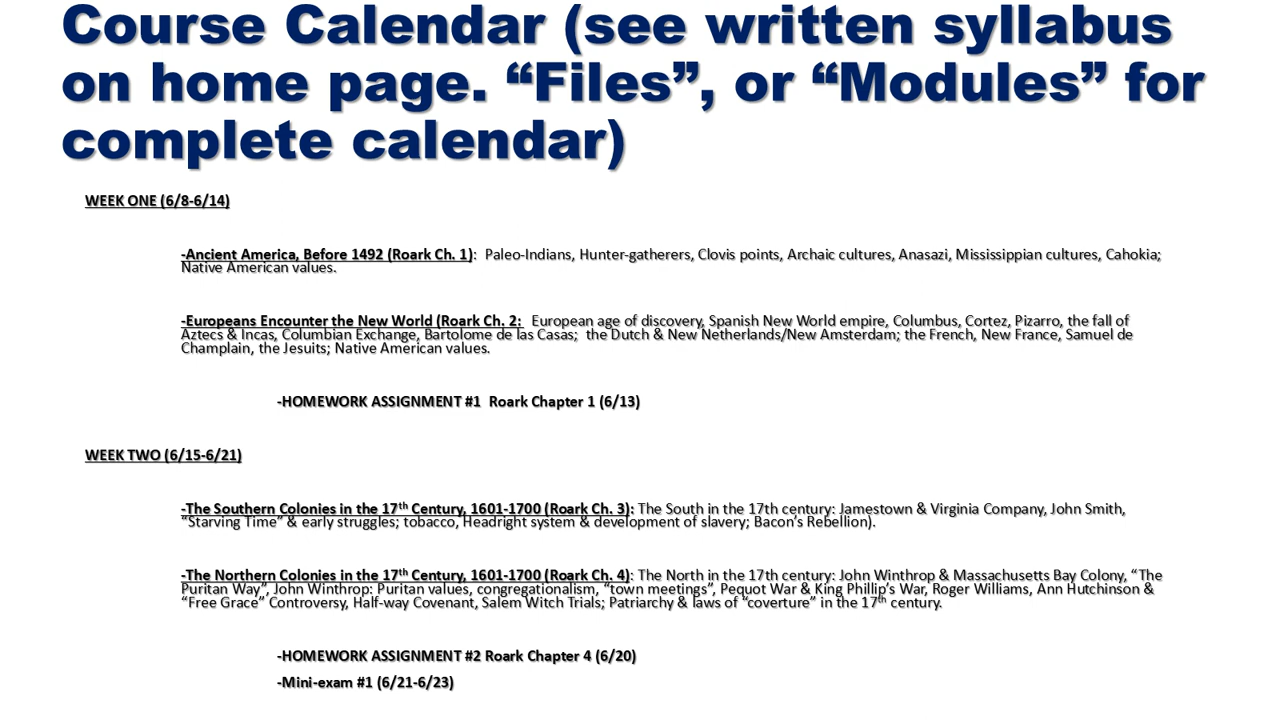 Course Calendar (see written syllabus
on home page. “Files”, or “Modules” for
complete calendar)
WEEK ONE (6/8-6/14)
-Ancient America, Before 1492 (Roark Ch. 1):  Paleo-Indians, Hunter-gatherers, Clovis points, Archaic cultures, Anasazi, Mississippian cultures, Cahokia;
Native American values.
-Europeans Encounter the New World (Roark Ch. 2:  European age of discovery, Spanish New World empire, Columbus, Cortez, Pizarro, the fall of
Aztecs & Incas, Columbian Exchange, Bartolome de las Casas;  the Dutch & New Netherlands/New Amsterdam; the French, New France, Samuel de
Champlain, the Jesuits; Native American values.
-HOMEWORK ASSIGNMENT #1  Roark Chapter 1 (6/13)
WEEK TWO (6/15-6/21)
-The Southern Colonies in the 17th Century, 1601-1700 (Roark Ch. 3): The South in the 17th century: Jamestown & Virginia Company, John Smith,
“Starving Time” & early struggles; tobacco, Headright system & development of slavery; Bacon’s Rebellion).
-The Northern Colonies in the 17th Century, 1601-1700 (Roark Ch. 4): The North in the 17th century: John Winthrop & Massachusetts Bay Colony, “The
Puritan Way”, John Winthrop: Puritan values, congregationalism, “town meetings”, Pequot War & King Phillip’s War, Roger Williams, Ann Hutchinson &
“Free Grace” Controversy, Half-way Covenant, Salem Witch Trials; Patriarchy & laws of “coverture” in the 17th century.
-HOMEWORK ASSIGNMENT #2 Roark Chapter 4 (6/20)
-Mini-exam #1 (6/21-6/23)